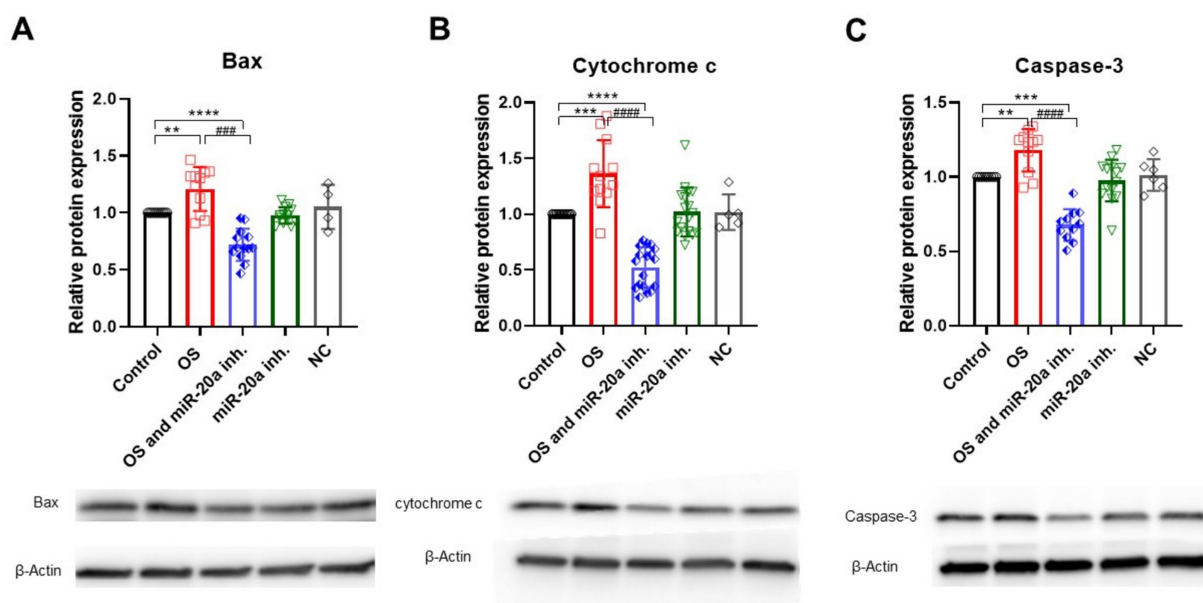 A
Bax
Relative protein expression
2.0
1.5
1.0
0.5
0.0
****
**
###
Control
OS
OS and miR-20a inh.
miR-20a inh.
NC
B
Cytochrome c
Relative protein expression
2.0
1.5
1.0
0.5
0.0
****
***
####
Control
OS
OS and miR-20a inh.
miR-20a inh.
NC
C
Caspase-3
Relative protein expression
1.5
1.0
0.5
0.0
***
**
####
Control
OS
OS and miR-20a inh.
miR-20a inh.
NC
Bax
β-Actin
cytochrome c
β-Actin
Caspase-3
β-Actin